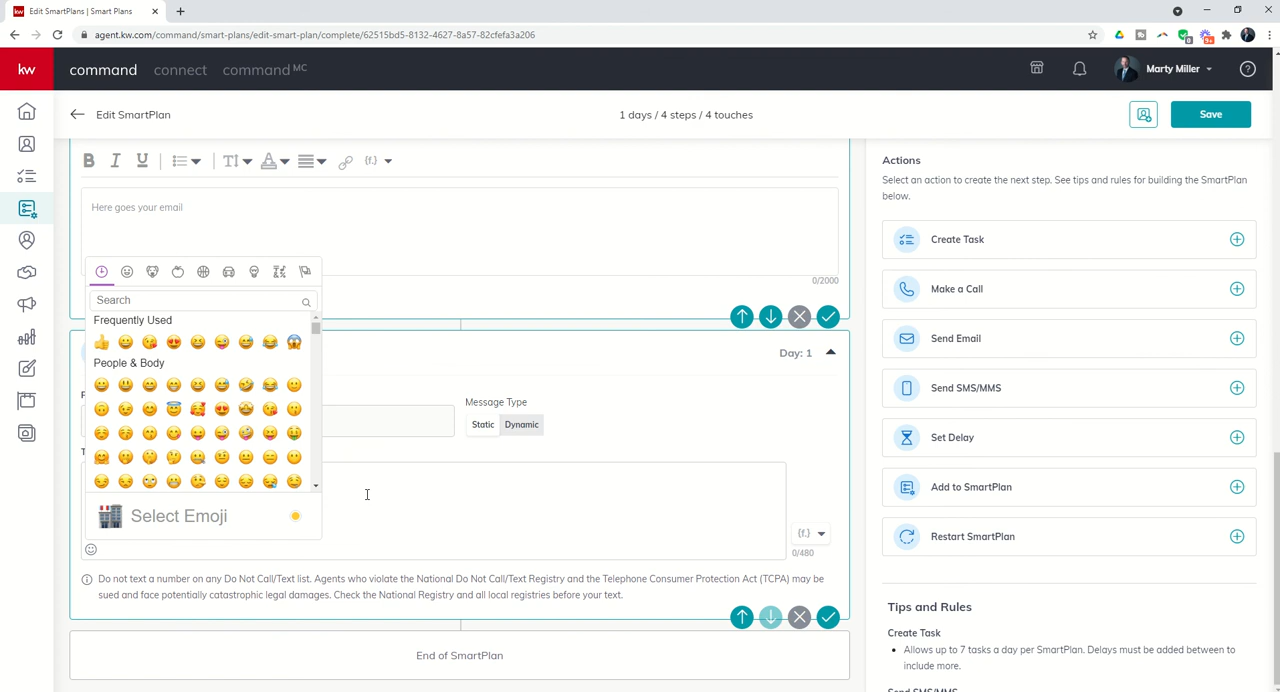 kw Edit SmartPlans | Smart Plans
agent.kw.com/command/smart-plans/edit-smart-plan/complete/62515bd5-8132-4627-8a57-82cfefa3a206
kw command connect command MC Marty Miller
Edit SmartPlan 1 days / 4 steps / 4 touches Save
B I U TI A {f.}
Here goes your email
0/2000
Search
Frequently Used
People & Body
Select Emoji
Day: 1
Message Type
Static Dynamic
{f.}
0/480
Do not text a number on any Do Not Call/Text list. Agents who violate the National Do Not Call/Text Registry and the Telephone Consumer Protection Act (TCPA) may be
sued and face potentially catastrophic legal damages. Check the National Registry and all local registries before your text.
End of SmartPlan
Actions
Select an action to create the next step. See tips and rules for building the SmartPlan
below.
Create Task
Make a Call
Send Email
Send SMS/MMS
Set Delay
Add to SmartPlan
Restart SmartPlan
Tips and Rules
Create Task
• Allows up to 7 tasks a day per SmartPlan. Delays must be added between to
include more.
Send SMS/MMS